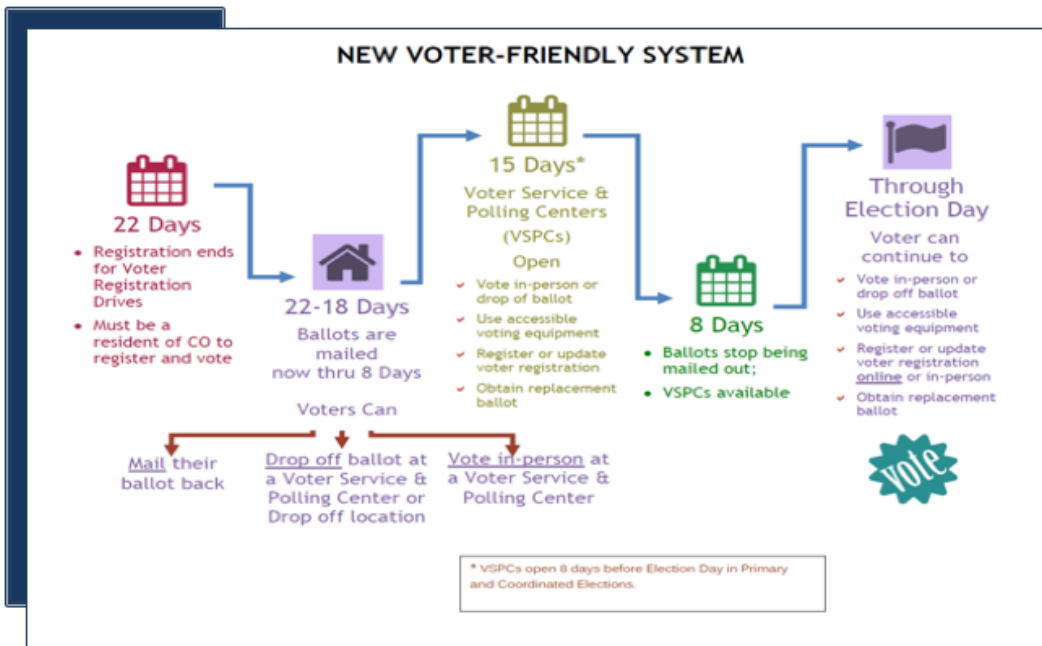 NEW VOTER-FRIENDLY SYSTEM
22 Days
• Registration ends
for Voter
Registration
Drives
• Must be a
resident of CO to
register and vote
22-18 Days
Ballots are
mailed
now thru 8 Days
Voters Can
Mail their
ballot back
Drop off ballot at
a Voter Service &
Polling Center or
Drop off location
Vote in-person at
a Voter Service &
Polling Center
15 Days*
Voter Service &
Polling Centers
(VSPCs)
Open
Vote in-person or
drop of ballot
Use accessible
voting equipment
Register or update
voter registration
Obtain replacement
ballot
8 Days
• Ballots stop being
mailed out;
• VSPCs available
Through
Election Day
Voter can
continue to
Vote in-person or
drop off ballot
Use accessible
voting equipment
Register or update
voter registration
online or in-person
Obtain replacement
ballot
vote
* VSPCs open 8 days before Election Day in Primary
and Coordinated Elections.